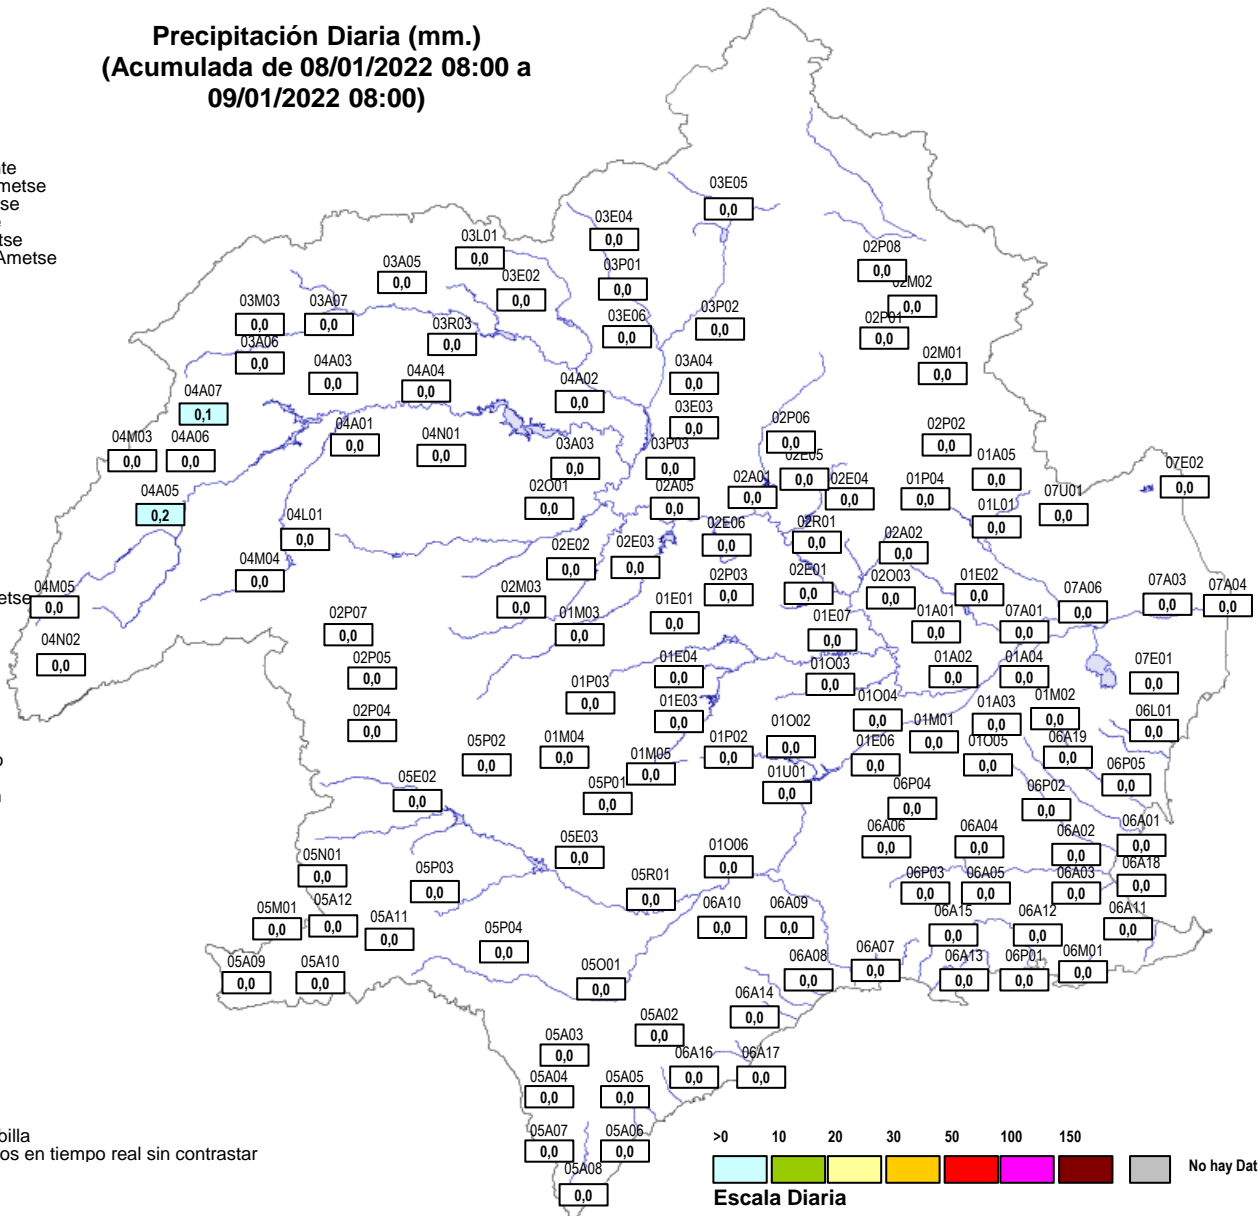 Precipitación Diaria (mm.)
(Acumulada de 08/01/2022 08:00 a
09/01/2022 08:00)
te
metse
se
tse
Ametse
03E05
0,0
03E04
0,0
03L01
0,0
03P01
0,0
02P08
0,0
03A05
0,0
03E02
0,0
02M02
0,0
03M03
0,0
03A07
0,0
03P02
0,0
03E06
0,0
02P01
0,0
03R03
0,0
03A06
0,0
04A03
0,0
04A04
0,0
03A04
0,0
02M01
0,0
04A07
0,1
04A02
0,0
03E03
0,0
02P06
0,0
02P02
0,0
04M03
0,0
04A06
0,0
04A01
0,0
04N01
0,0
03A03
0,0
03P03
0,0
02E05
0,0
01A05
0,0
07E02
0,0
04A05
0,2
02O01
0,0
02A05
0,0
02A01
0,0
02E04
0,0
01P04
0,0
07U01
0,0
01L01
0,0
04L01
0,0
02E06
0,0
02R01
0,0
02A02
0,0
02E02
0,0
02E03
0,0
04M04
0,0
etse
04M05
0,0
02M03
0,0
02P03
0,0
02E01
0,0
02O03
0,0
01E02
0,0
07A06
0,0
07A03
0,0
07A04
0,0
02P07
0,0
01M03
0,0
01E01
0,0
01E07
0,0
01A01
0,0
07A01
0,0
04N02
0,0
02P05
0,0
01E04
0,0
01O03
0,0
01A02
0,0
01A04
0,0
07E01
0,0
01P03
0,0
02P04
0,0
01E03
0,0
01O04
0,0
01A03
0,0
01M02
0,0
06L01
0,0
05P02
0,0
01M04
0,0
01M05
0,0
01P02
0,0
01O02
0,0
01M01
0,0
01E06
0,0
01O05
0,0
06A19
0,0
o
05E02
0,0
05P01
0,0
01U01
0,0
06P04
0,0
06P02
0,0
06P05
0,0
05E03
0,0
01O06
0,0
06A06
0,0
06A04
0,0
06A02
0,0
06A01
0,0
05N01
0,0
05P03
0,0
05R01
0,0
06P03
0,0
06A05
0,0
06A03
0,0
06A18
0,0
05M01
0,0
05A12
0,0
05A11
0,0
05P04
0,0
06A10
0,0
06A09
0,0
06A15
0,0
06A12
0,0
06A11
0,0
05A09
0,0
05A10
0,0
05O01
0,0
06A08
0,0
06A07
0,0
06A13
0,0
06P01
0,0
06M01
0,0
06A14
0,0
05A02
0,0
05A03
0,0
06A16
0,0
06A17
0,0
05A04
0,0
05A05
0,0
05A07
0,0
05A06
0,0
05A08
0,0
billa
os en tiempo real sin contrastar
>0 10 20 30 50 100 150
No hay Dat
Escala Diaria